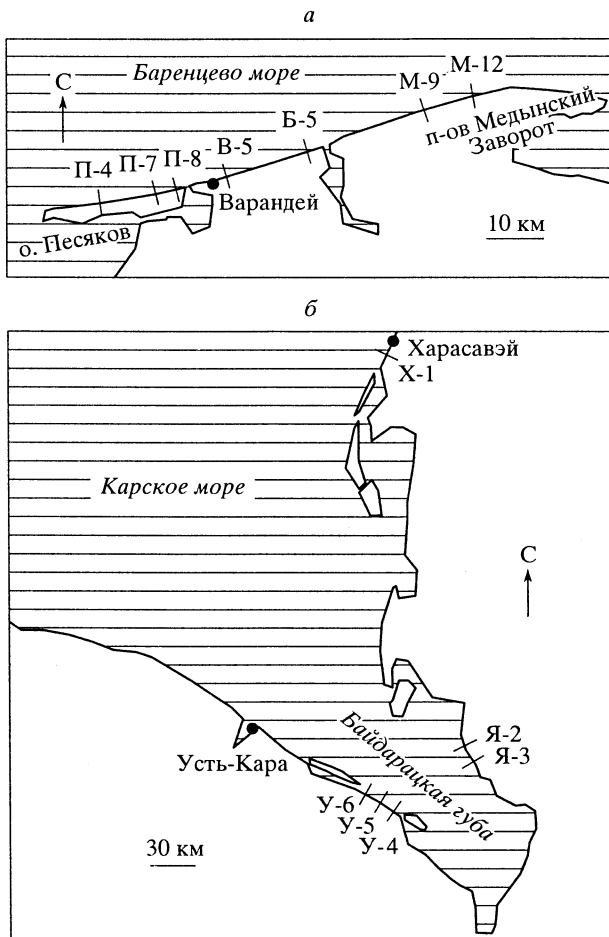 а
Баренцево море
С
М-12
М-9
п-ов Медынский
Заворот
Б-5
В-5
П-8
П-7
П-4
Варандей
о. Песяков
10 км
б
Харасавэй
Х-1
Карское море
С
Байдарацкая губа
Я-2
Я-3
Усть-Кара
У-6
У-5
У-4
30 км